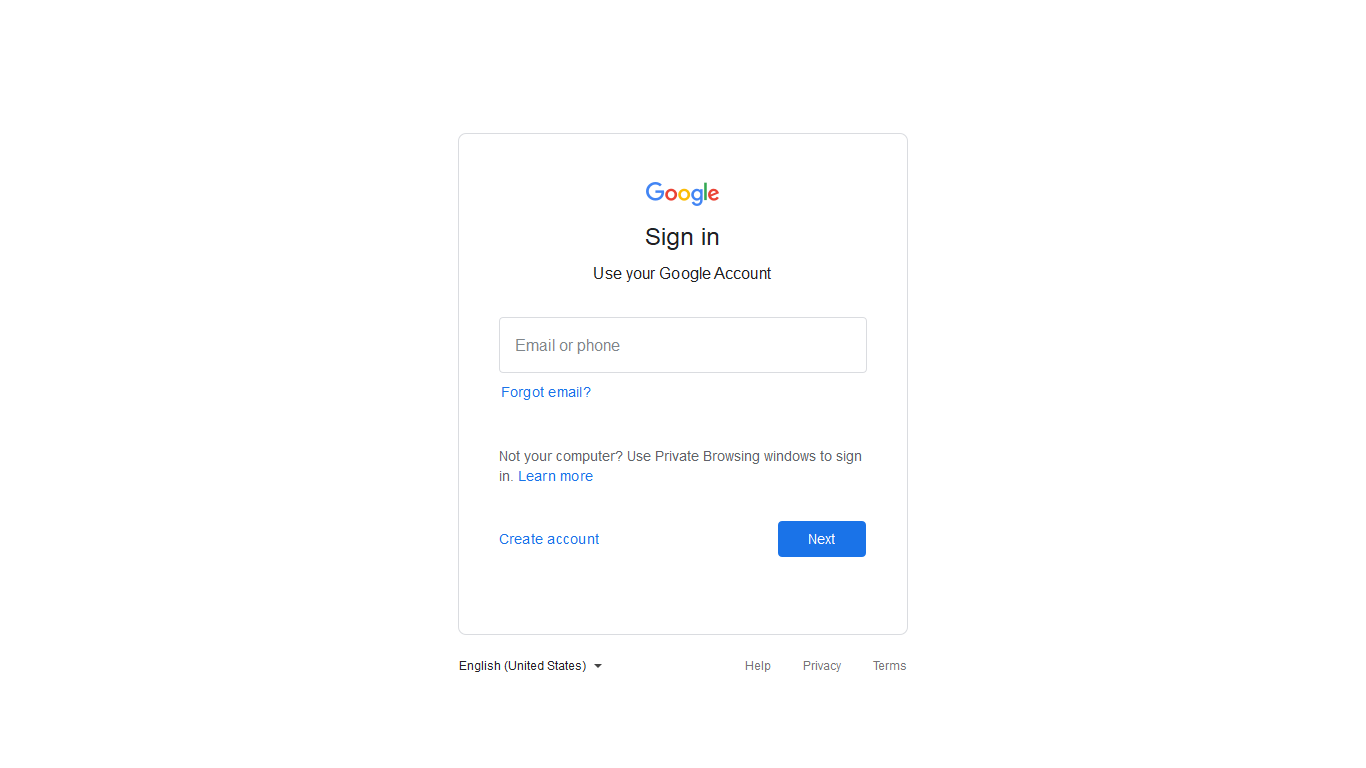 Google
Sign in
Use your Google Account
Email or phone
Forgot email?
Not your computer? Use Private Browsing windows to sign
in. Learn more
Create account
Next
English (United States)
Help
Privacy
Terms